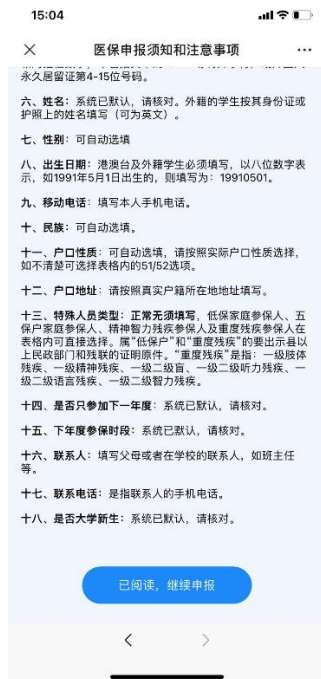 15:04
医保申报须知和注意事项
永久居留证第4-15位号码。
六、姓名：系统已默认，请核对。外籍的学生按其身份证或
护照上的姓名填写（可为英文）。
七、性别：可自动选填
八、出生日期：港澳台及外籍学生必须填写，以八位数字表
示，如1991年5月1日出生的，则填写为：19910501。
九、移动电话：填写本人手机电话。
十、民族：可自动选填。
十一、户口性质：可自动选填，请按照实际户口性质选择，
如不清楚可选择表格内的51/52选项。
十二、户口地址：请按照真实户籍所在地地址填写。
十三、特殊人员类型：正常无须填写，低保家庭参保人、五
保户家庭参保人、精神智力残疾参保人及重度残疾参保人在
表格内可直接选择。属“低保户”和“重度残疾”的要出示县以
上民政部门和残联的证明原件。“重度残疾”是指：一级肢体
残疾、一级精神残疾、一级二级盲、一级二级听力残疾、一
级二级语言残疾、一级二级智力残疾。
十四、是否只参加下一年度：系统已默认，请核对。
十五、下年度参保时段：系统已默认，请核对。
十六、联系人：填写父母或者在学校的联系人，如班主任
等。
十七、联系电话：是指联系人的手机电话。
十八、是否大学新生：系统已默认，请核对。
已阅读，继续申报